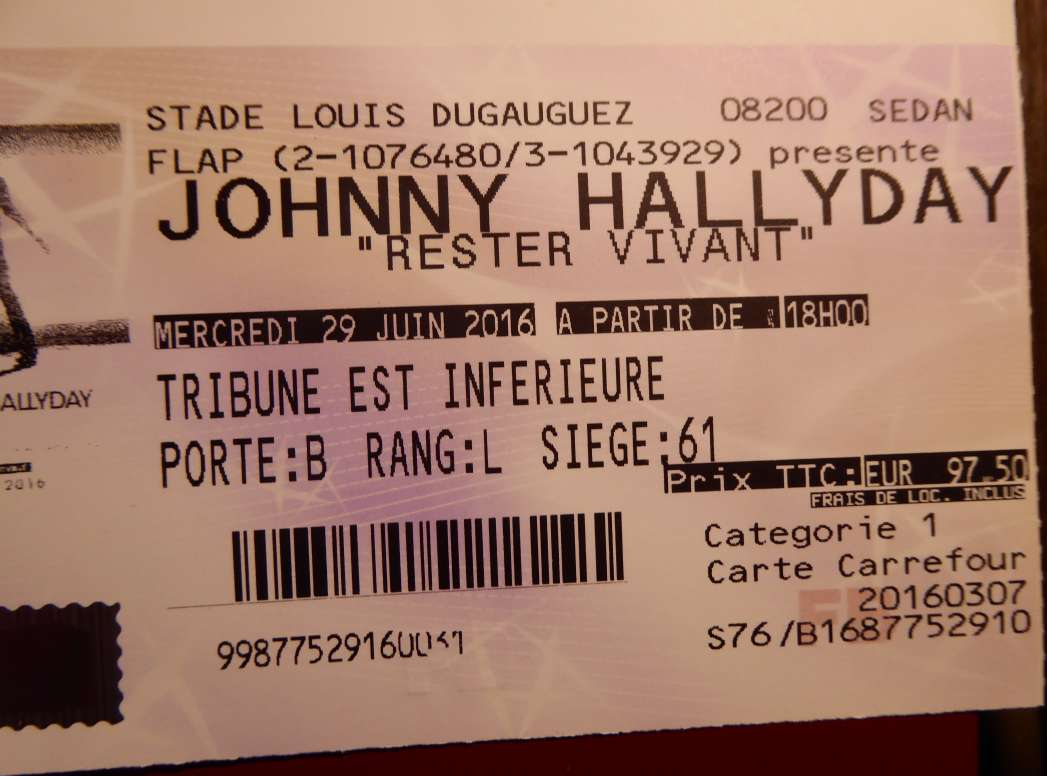 STADE LOUIS DUGAUGUEZ 08200 SEDAN
FLAP (2-1076480/3-1043929) presente
JOHNNY HALLYDAY
"RESTER VIVANT"
MERCREDI 29 JUIN 2016 A PARTIR DE 18H00
TRIBUNE EST INFERIEURE
PORTE:B RANG:L SIEGE:61
Prix TTC:EUR 97.50
FRAIS DE LOC. INCLUS
Categorie 1
Carte Carrefour
20160307
S76/B1687752910
ALLYDAY
2016